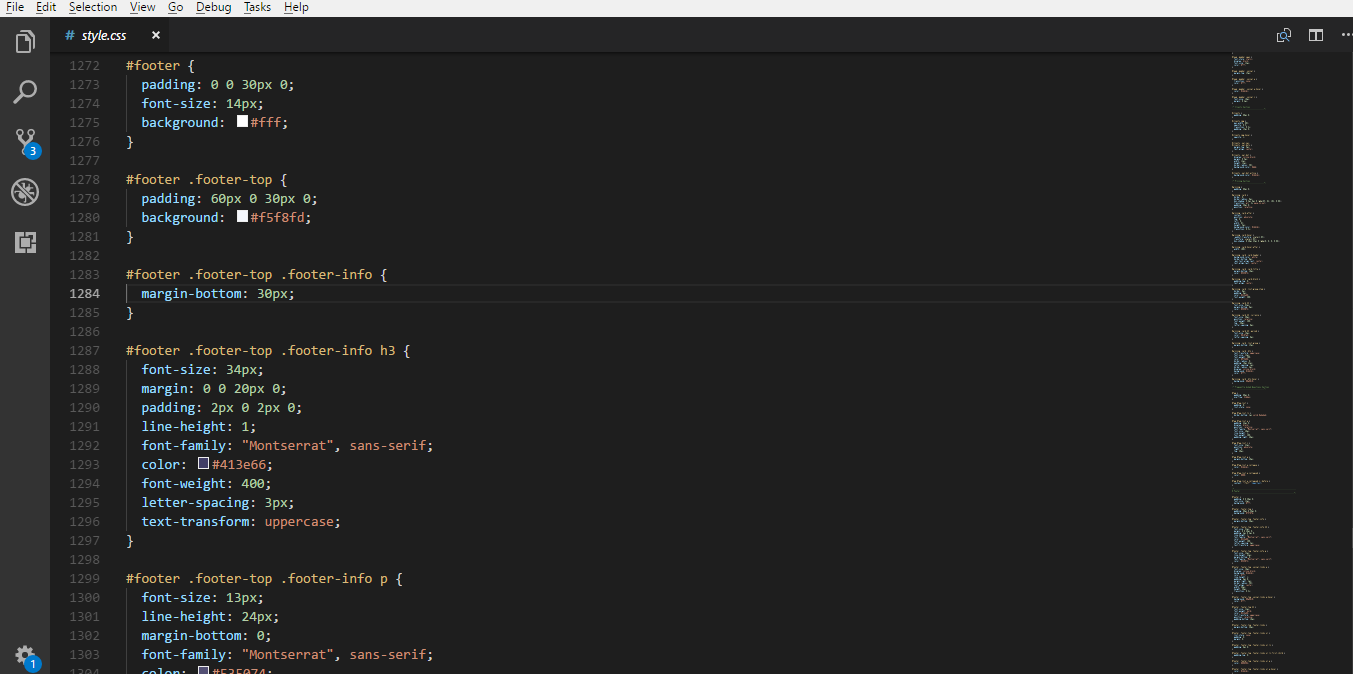 File Edit Selection View Go Debug Tasks Help
# style.css ×
1272 #footer {
1273 padding: 0 0 30px 0;
1274 font-size: 14px;
1275 background: #fff;
1276 }
1277
1278 #footer .footer-top {
1279 padding: 60px 0 30px 0;
1280 background: #f5f8fd;
1281 }
1282
1283 #footer .footer-top .footer-info {
1284 margin-bottom: 30px;
1285 }
1286
1287 #footer .footer-top .footer-info h3 {
1288 font-size: 34px;
1289 margin: 0 0 20px 0;
1290 padding: 2px 0 2px 0;
1291 line-height: 1;
1292 font-family: "Montserrat", sans-serif;
1293 color: #413e66;
1294 font-weight: 400;
1295 letter-spacing: 3px;
1296 text-transform: uppercase;
1297 }
1298
1299 #footer .footer-top .footer-info p {
1300 font-size: 13px;
1301 line-height: 24px;
1302 margin-bottom: 0;
1303 font-family: "Montserrat", sans-serif;
1304 color:
3
1